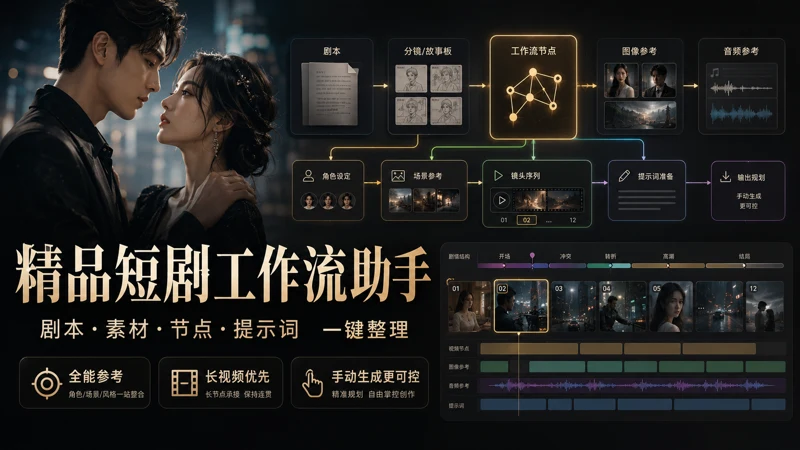 剧本
分镜/故事板
工作流节点
图像参考
音频参考
角色设定
场景参考
镜头序列
01
02
...
12
提示词准备
输出规划
手动生成
更可控
精品短剧工作流助手
剧本·素材·节点·提示词 一键整理
全能参考
角色/场景/风格一站整合
长视频优先
长节点承接 保持连贯
手动生成更可控
精准规划 自由掌控创作
剧情结构
开场
冲突
转折
高潮
结局
01
02
03
04
05
06
07
视频节点
图像参考
音频参考
提示词